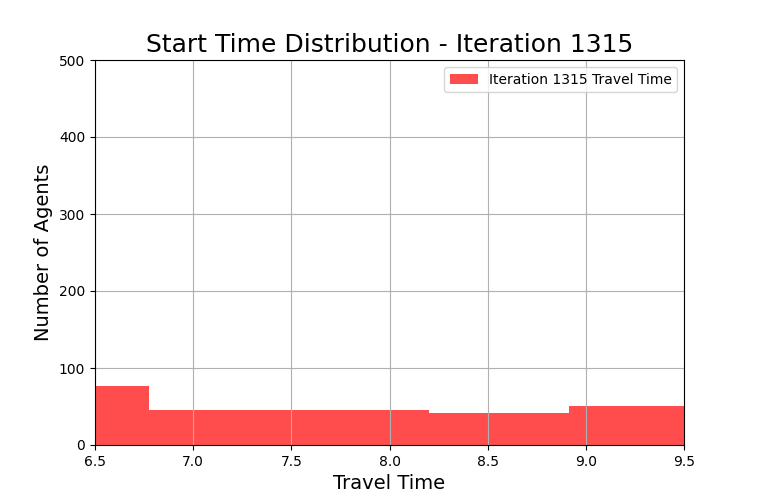 Start Time Distribution - Iteration 1315
500
400
300
200
100
0
Number of Agents
Iteration 1315 Travel Time
6.5 7.0 7.5 8.0 8.5 9.0 9.5
Travel Time